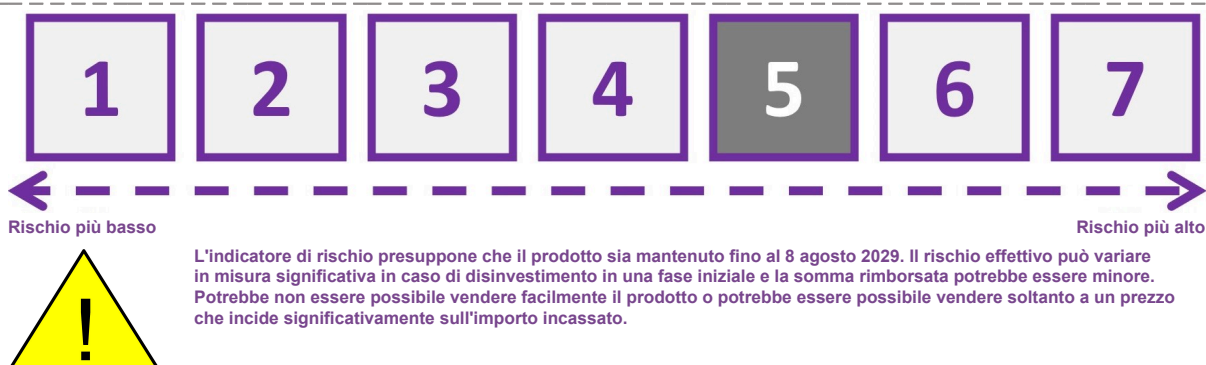 1 2 3 4 5 6 7
Rischio più basso Rischio più alto
L'indicatore di rischio presuppone che il prodotto sia mantenuto fino al 8 agosto 2029. Il rischio effettivo può variare
in misura significativa in caso di disinvestimento in una fase iniziale e la somma rimborsata potrebbe essere minore.
Potrebbe non essere possibile vendere facilmente il prodotto o potrebbe essere possibile vendere soltanto a un prezzo
che incide significativamente sull'importo incassato.
!